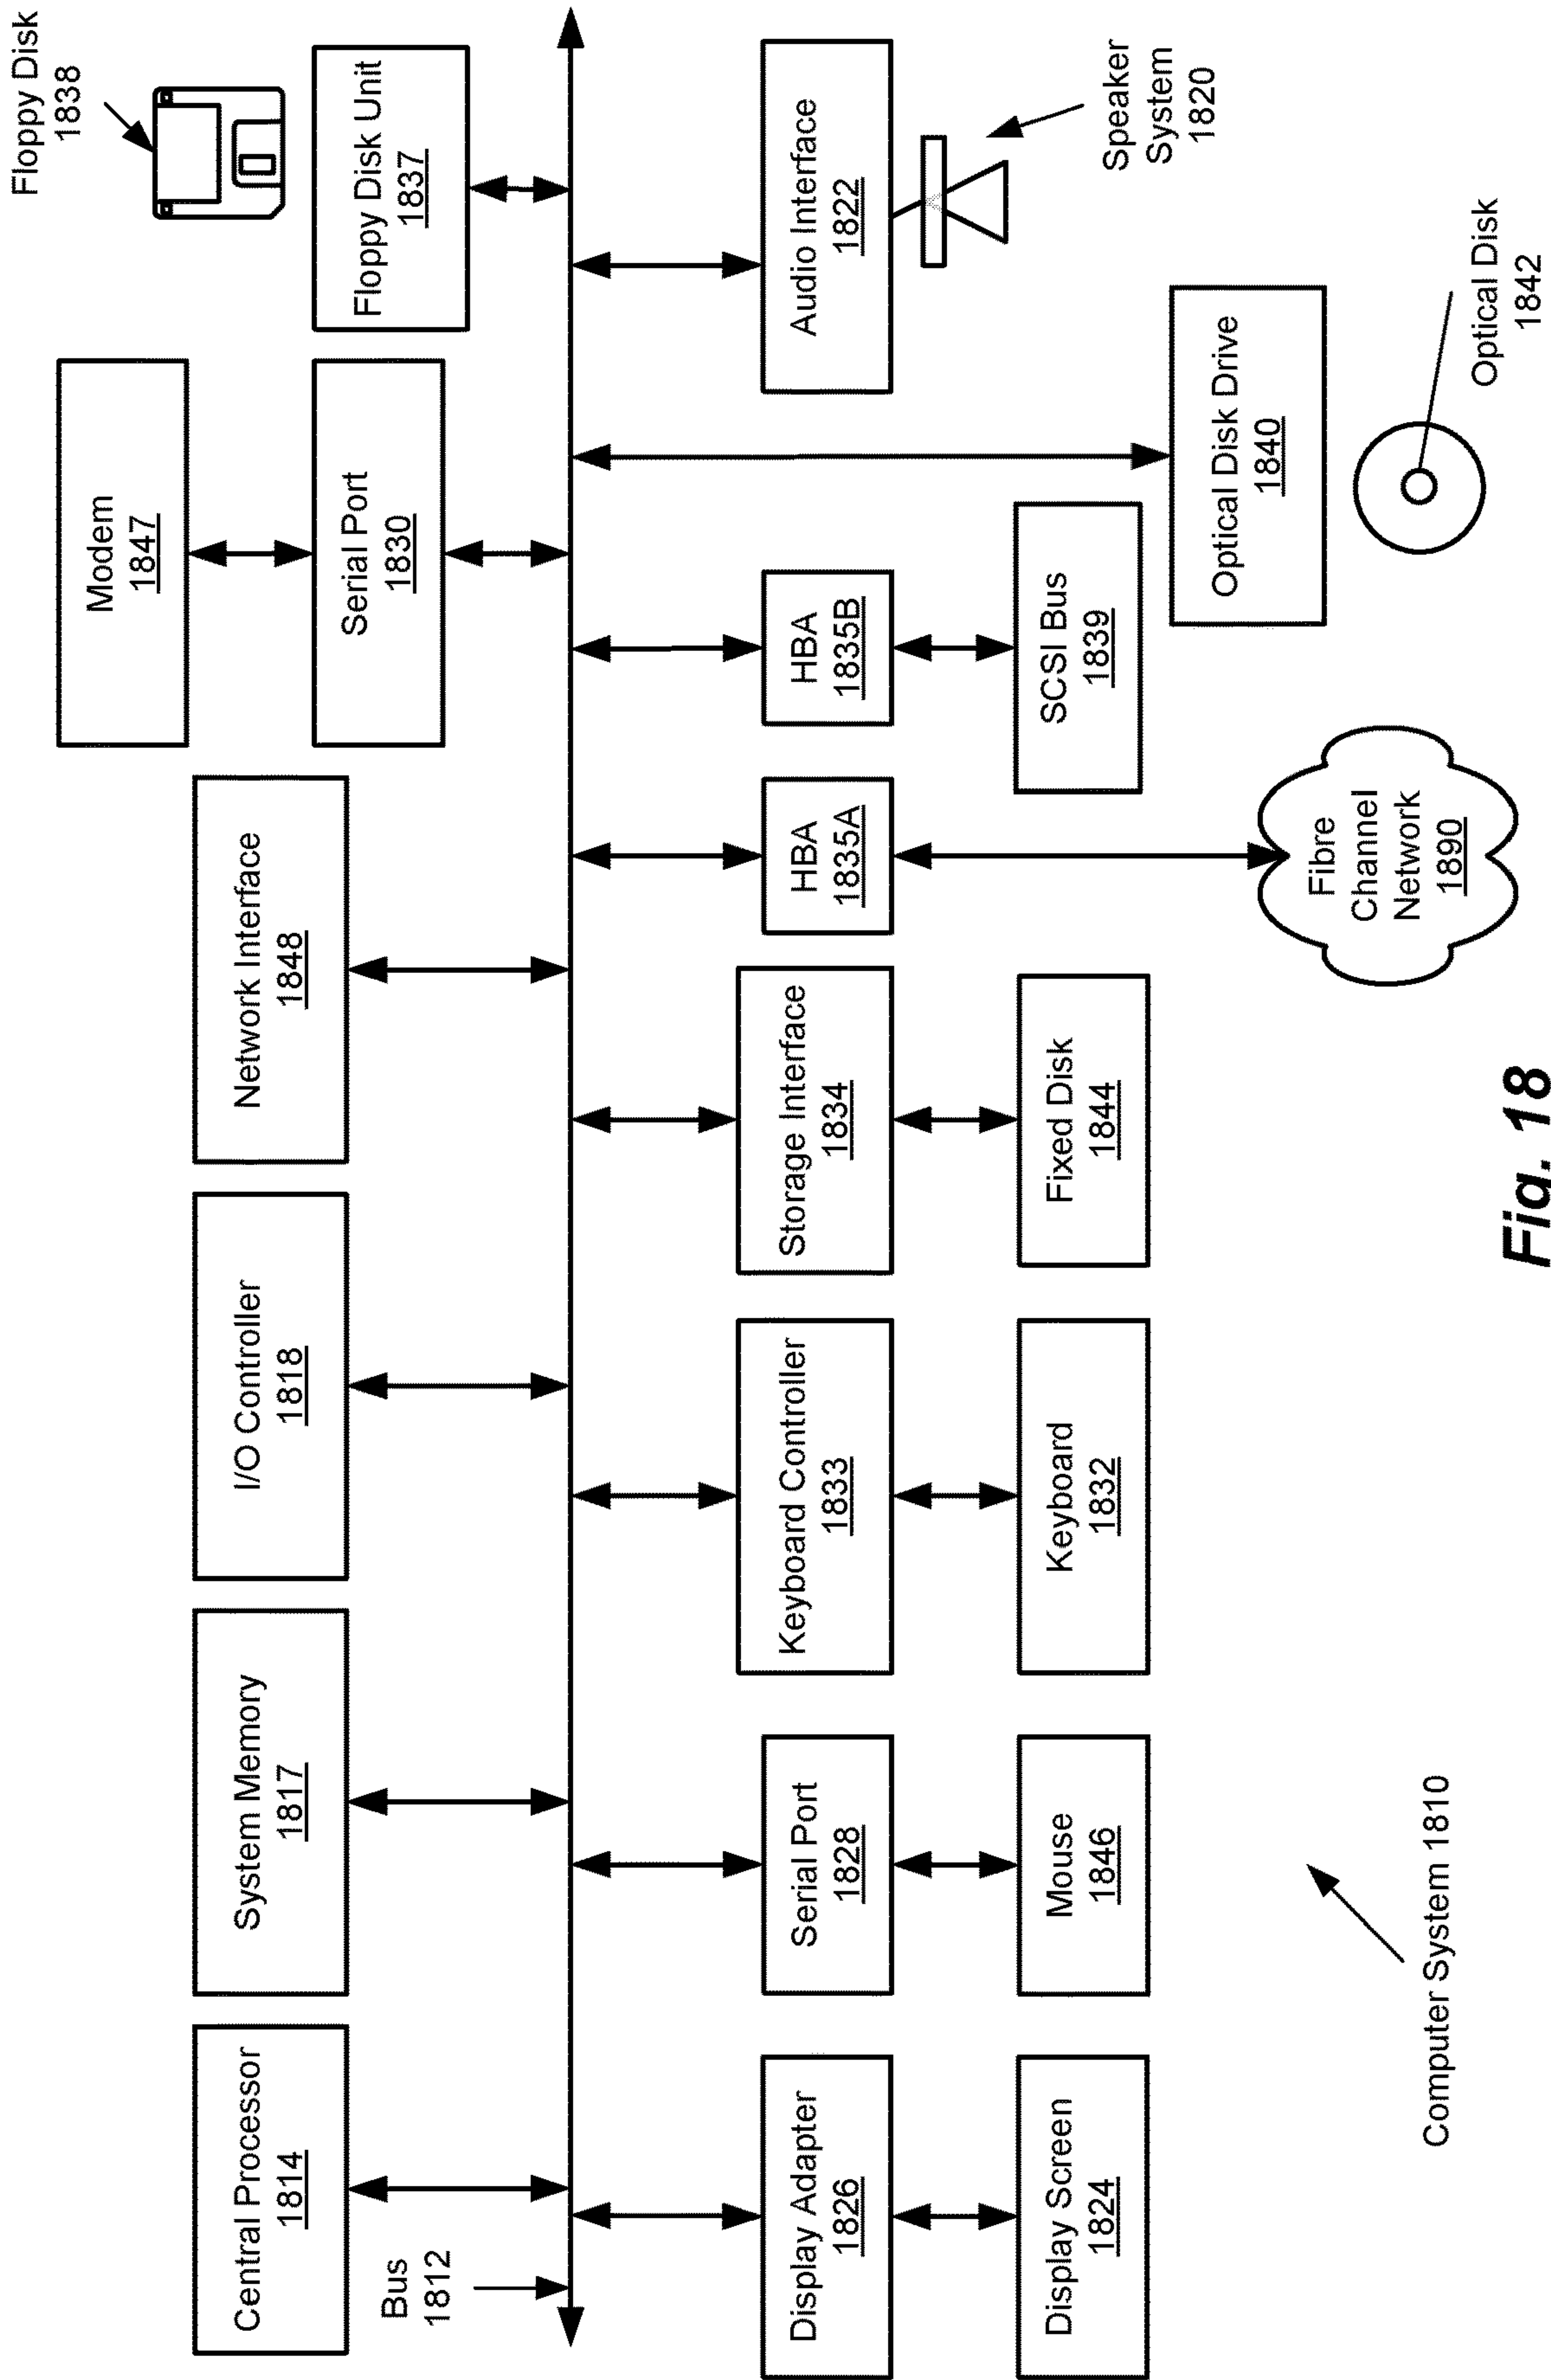 Central Processor
1814
System Memory
1817
I/O Controller
1818
Network Interface
1848
Modem
1847
Serial Port
1830
Floppy Disk
1838
Floppy Disk Unit
1837
Bus
1812
Display Adapter
1826
Display Screen
1824
Serial Port
1828
Mouse
1846
Keyboard Controller
1833
Keyboard
1832
Storage Interface
1834
Fixed Disk
1844
HBA
1835A
Fibre
Channel
Network
1890
HBA
1835B
SCSI Bus
1839
Optical Disk Drive
1840
Optical Disk
1842
Audio Interface
1822
Speaker
System
1820
Computer System 1810
Fig. 18